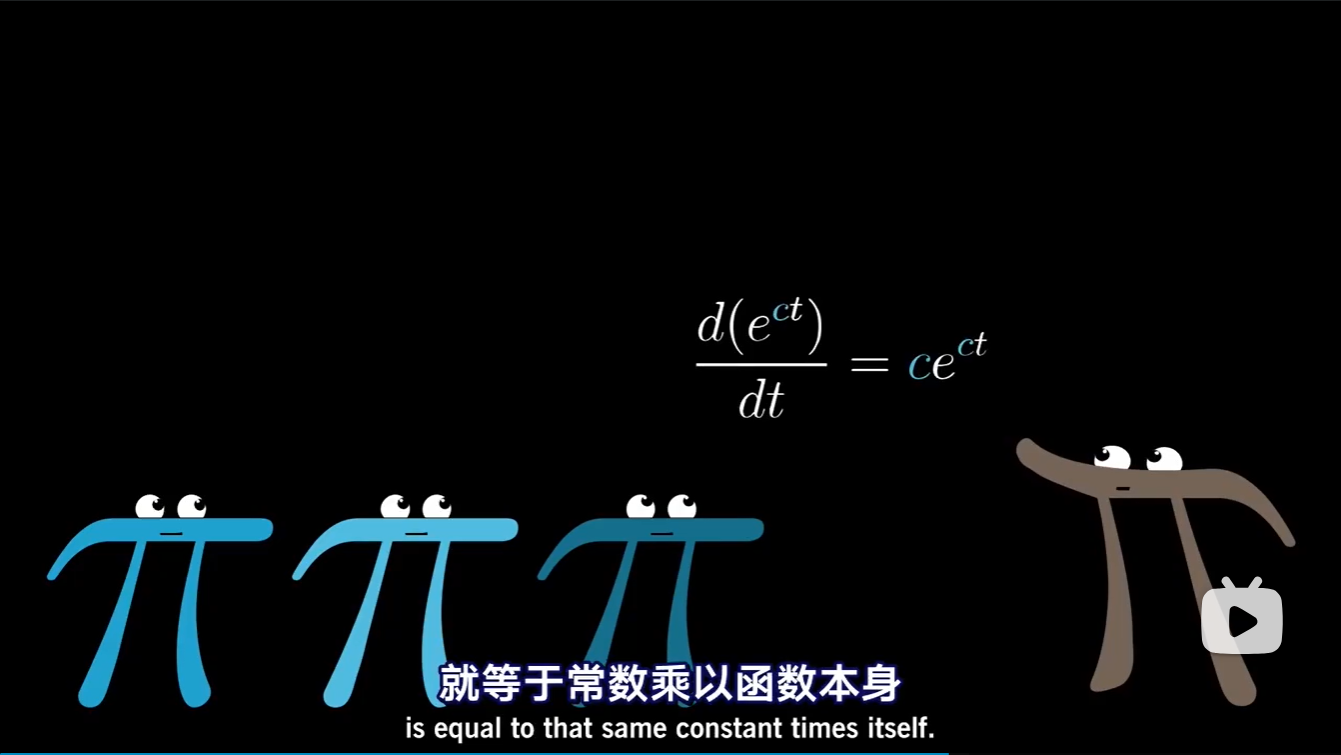 d(e^{ct})/dt = ce^{ct}
就等于常数乘以函数本身
is equal to that same constant times itself.